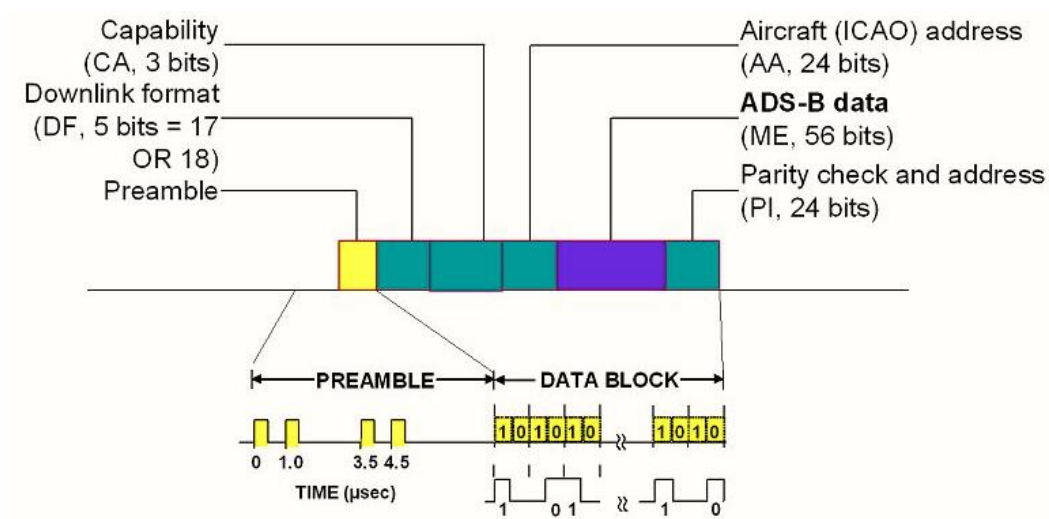 Capability
(CA, 3 bits)
Downlink format
(DF, 5 bits = 17
OR 18)
Preamble
Aircraft (ICAO) address
(AA, 24 bits)
ADS-B data
(ME, 56 bits)
Parity check and address
(PI, 24 bits)
PREAMBLE DATA BLOCK
1 0 1 0 1 0 1 0 1 0
0 1.0 3.5 4.5
TIME (µsec)
1 0 1 1 0